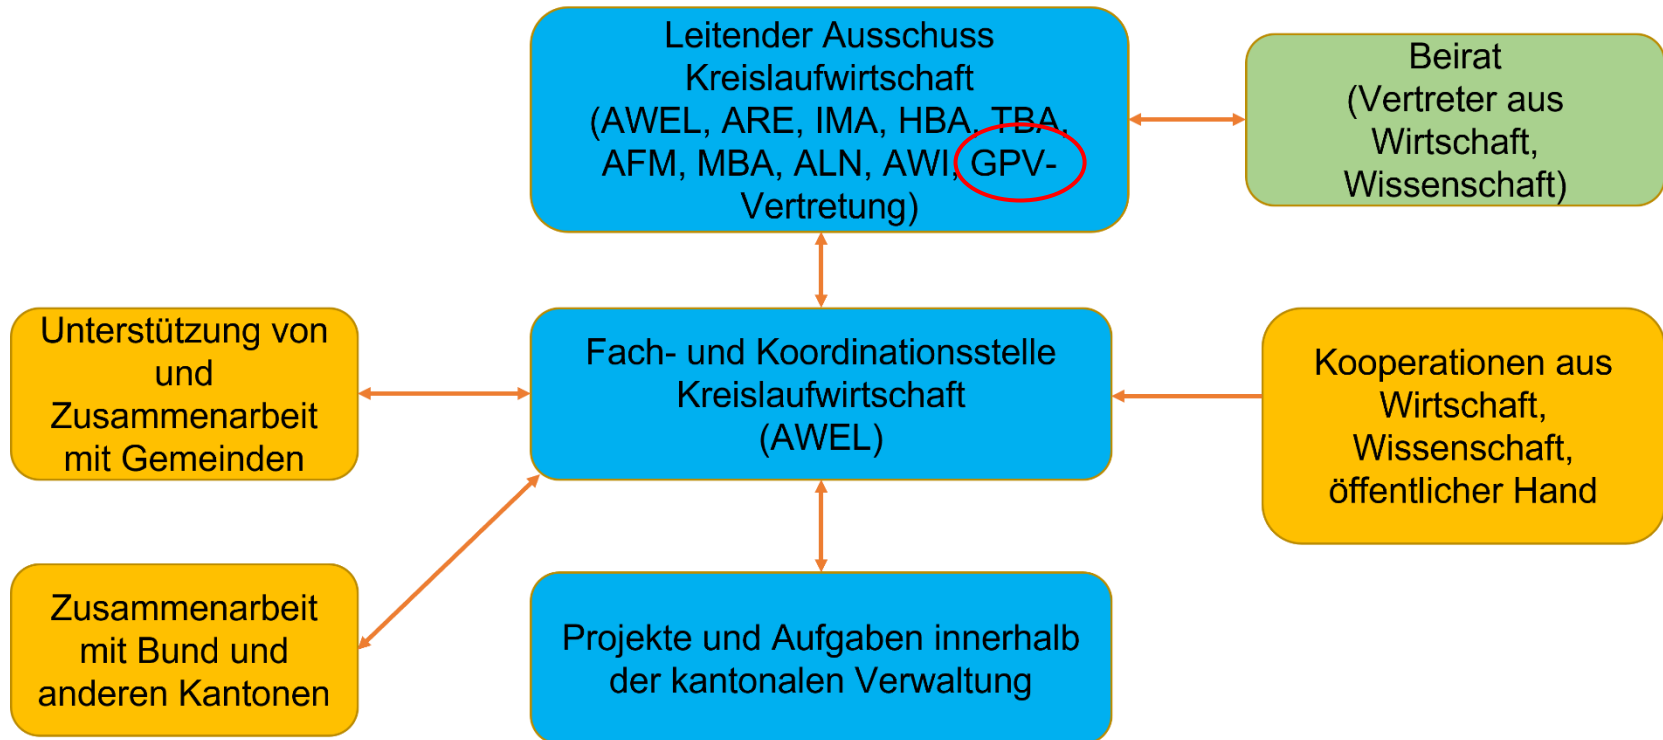 Leitender Ausschuss
Kreislaufwirtschaft
(AWEL, ARE, IMA, HBA, TBA,
AFM, MBA, ALN, AWI, GPV-
Vertretung)
Beirat
(Vertreter aus
Wirtschaft,
Wissenschaft)
Unterstützung von
und
Zusammenarbeit
mit Gemeinden
Fach- und Koordinationsstelle
Kreislaufwirtschaft
(AWEL)
Kooperationen aus
Wirtschaft,
Wissenschaft,
öffentlicher Hand
Zusammenarbeit
mit Bund und
anderen Kantonen
Projekte und Aufgaben innerhalb
der kantonalen Verwaltung